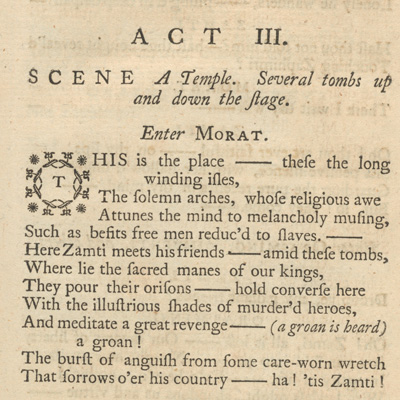 ACT III.
SCENE A Temple. Several tombs up
and down the ſtage.
Enter MORAT.
THIS is the place —— theſe the long
winding iſles,
The ſolemn arches, whoſe religious awe
Attunes the mind to melancholy muſing,
Such as befits free men reduc'd to ſlaves. ——
Here Zamti meets his friends —— amid theſe tombs,
Where lie the ſacred manes of our kings,
They pour their oriſons —— hold converſe here
With the illuſtrious ſhades of murder'd heroes,
And meditate a great revenge —— (a groan is heard)
a groan !
The burſt of anguiſh from ſome care-worn wretch
That ſorrows o'er his country —— ha ! 'tis Zamti !